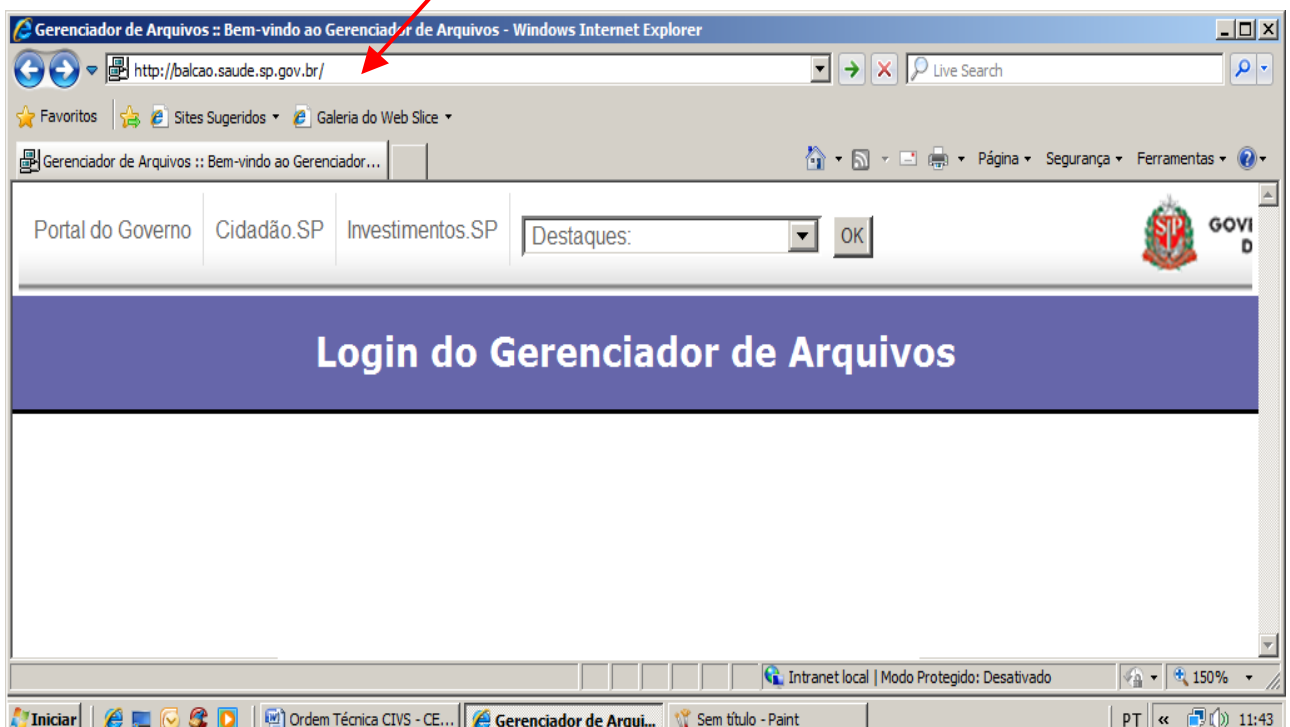 Gerenciador de Arquivos :: Bem-vindo ao Gerenciador de Arquivos - Windows Internet Explorer
http://balcao.saude.sp.gov.br/
Live Search
Favoritos Sites Sugeridos Galeria do Web Slice
Gerenciador de Arquivos :: Bem-vindo ao Gerenciador...
Página Segurança Ferramentas
Portal do Governo Cidadão.SP Investimentos.SP Destaques: OK
SP GOVI
D
Login do Gerenciador de Arquivos
Intranet local | Modo Protegido: Desativado 150%
Iniciar Ordem Técnica CIVS - CE... Gerenciador de Arqui... Sem título - Paint PT « 11:43